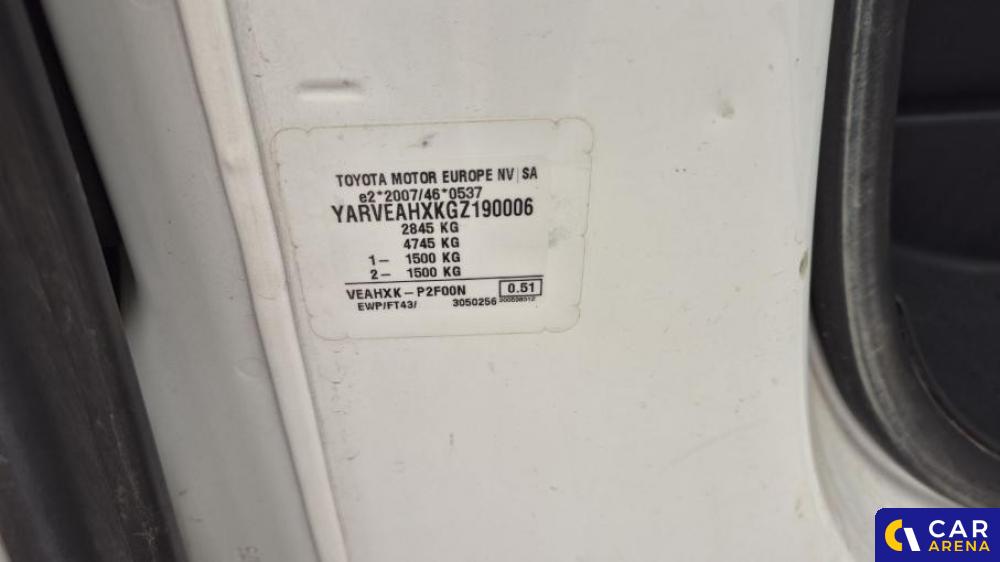 TOYOTA MOTOR EUROPE NV|SA
e2*2007/46*0537
YARVEAHXKGZ190006
2845 KG
4745 KG
1- 1500 KG
2- 1500 KG
VEAHXK-P2F00N 0.51
EWP/FT43/ 3050256
CAR
ARENA